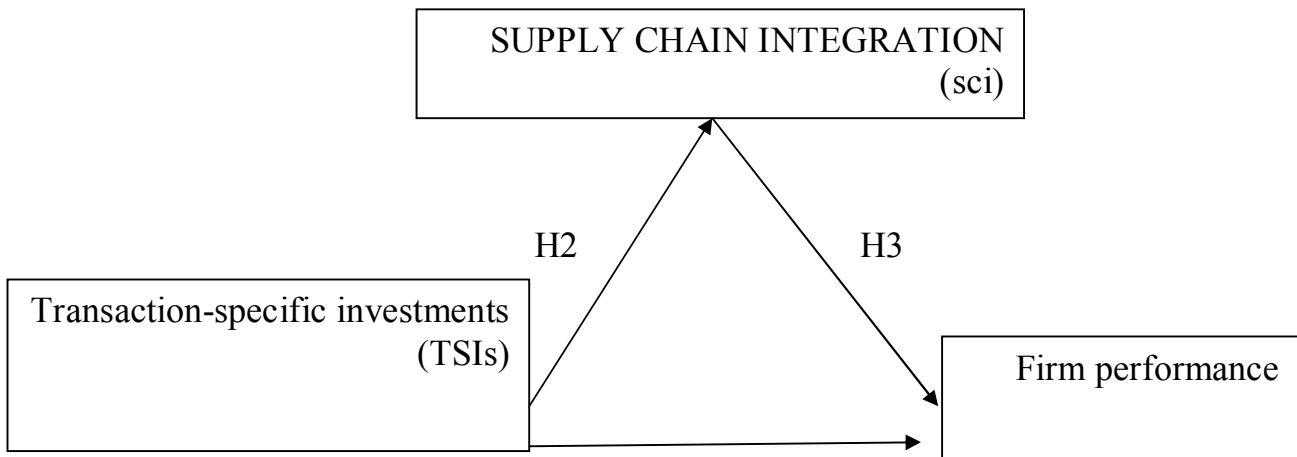 SUPPLY CHAIN INTEGRATION
(sci)
H2
H3
Transaction-specific investments
(TSIs)
Firm performance